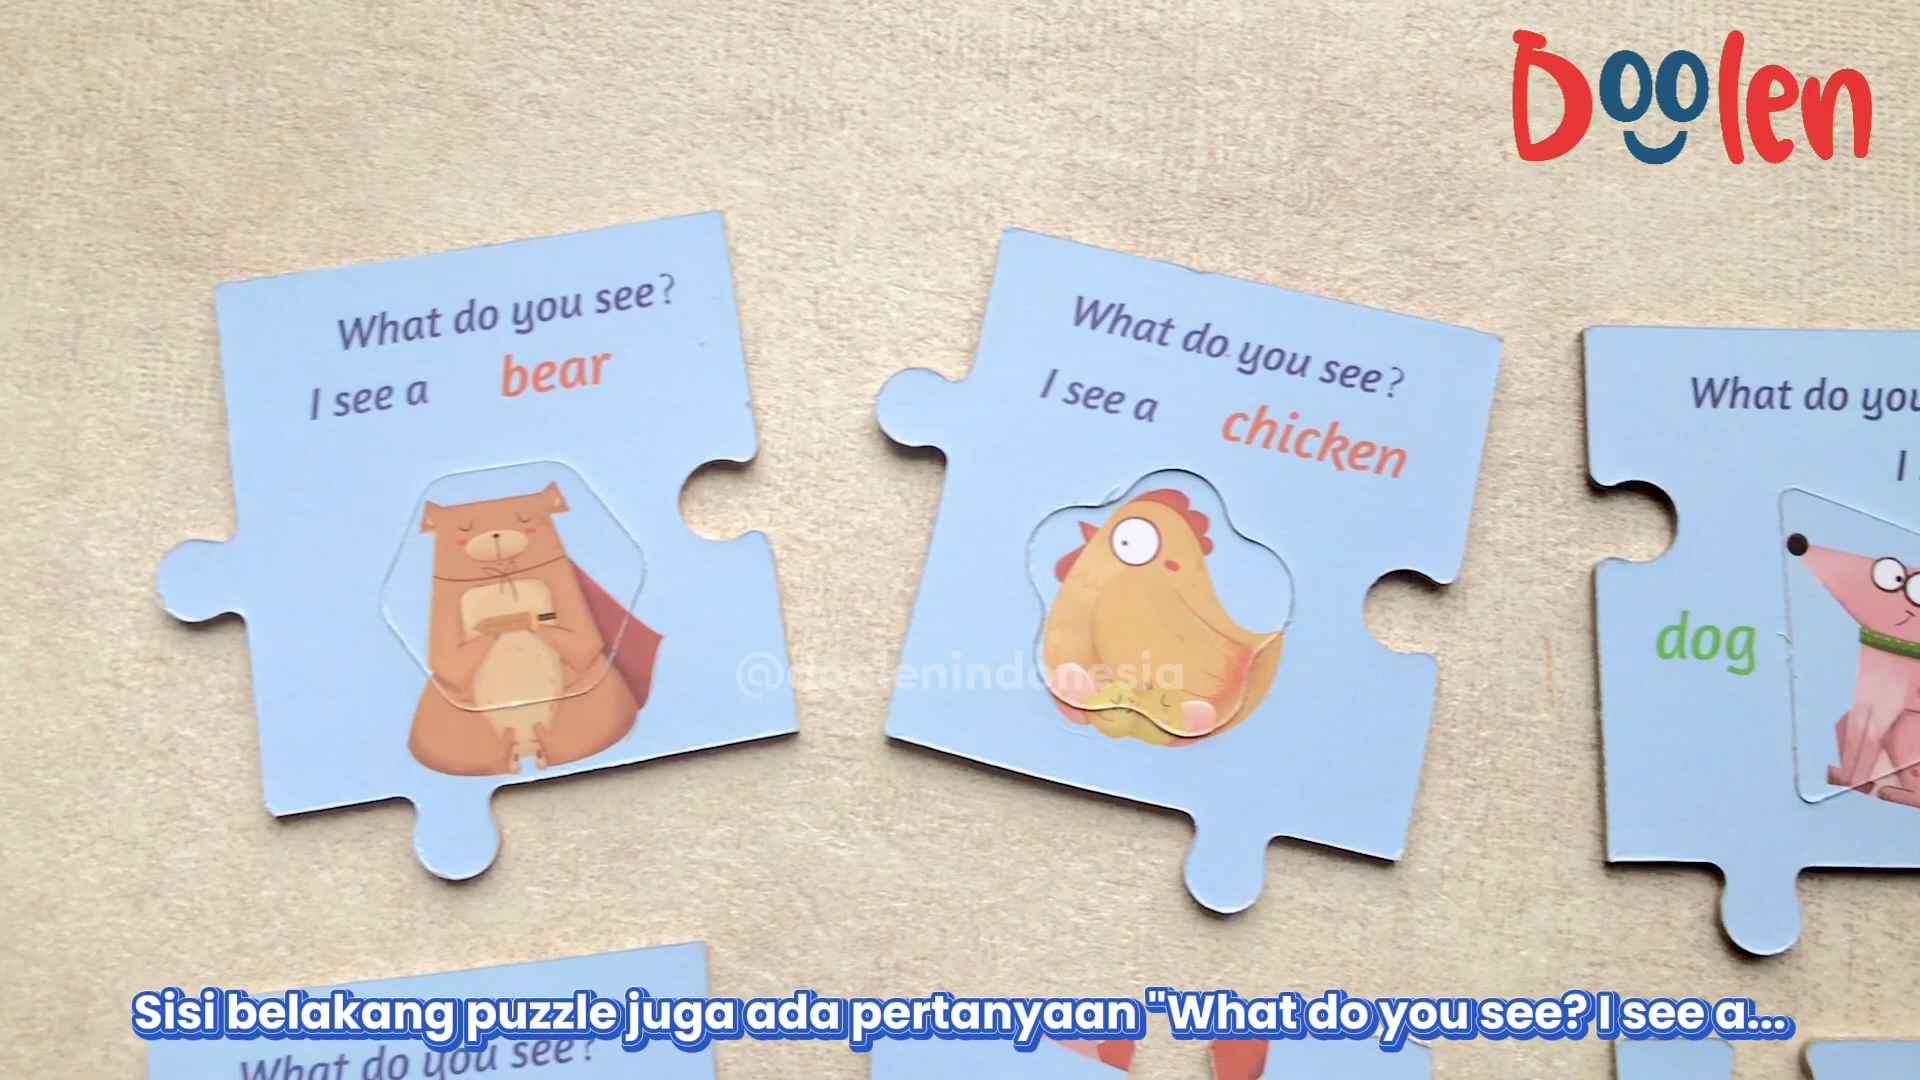 Doolen
What do you see?
I see a bear
What do you see?
I see a chicken
What do you
I
dog
@doolenindonesia
What do you see?
Sisi belakang puzzle juga ada pertanyaan "What do you see? I see a...